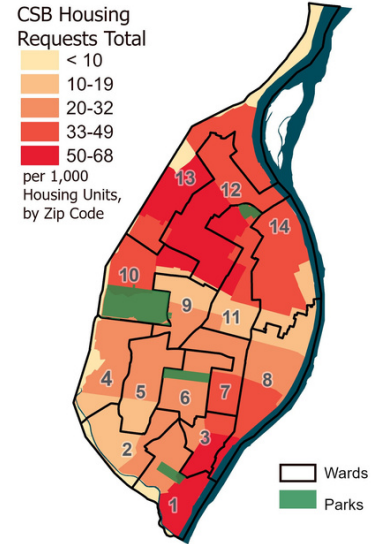 CSB Housing
Requests Total
< 10
10-19
20-32
33-49
50-68
per 1,000
Housing Units,
by Zip Code
13
12
14
10
9
11
4
5
6
7
8
2
3
1
Wards
Parks